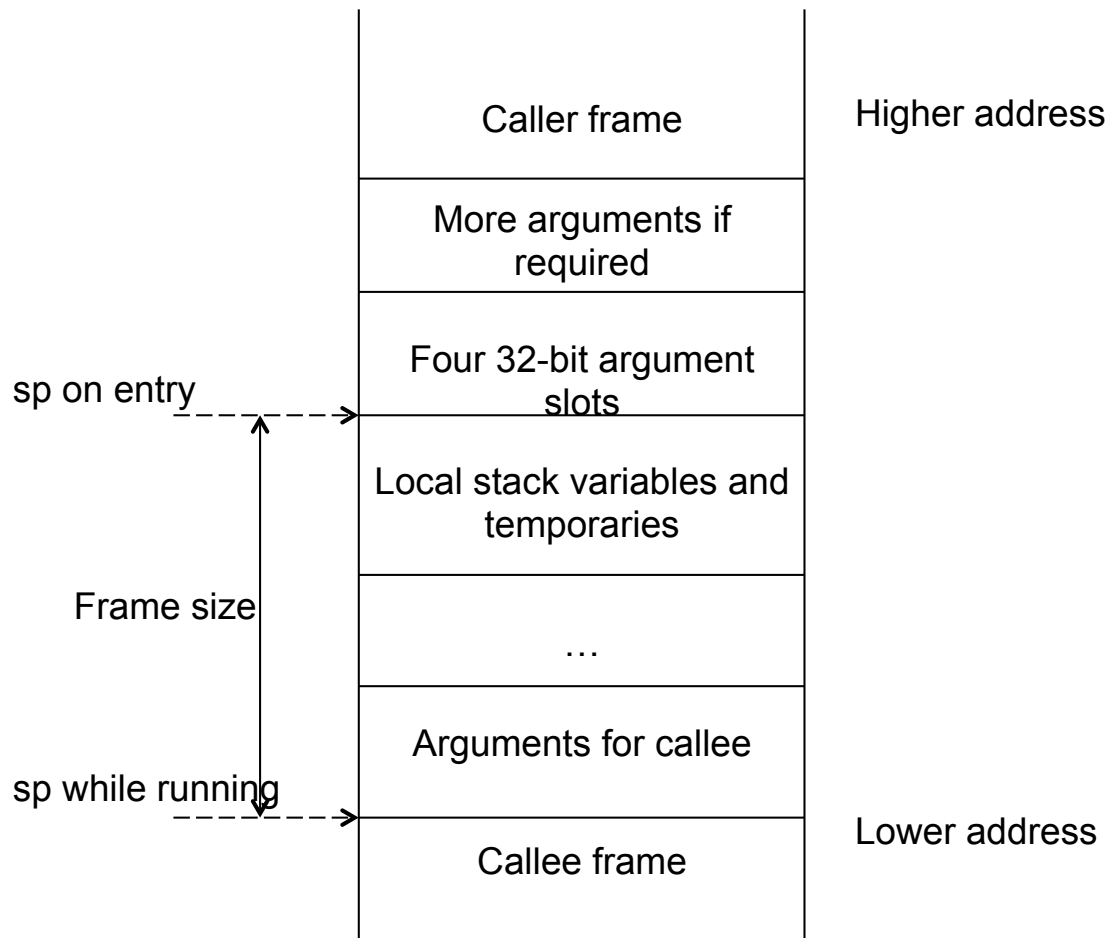 Caller frame
Higher address
More arguments if
required
Four 32-bit argument
slots
sp on entry
Local stack variables and
temporaries
Frame size
…
Arguments for callee
sp while running
Lower address
Callee frame